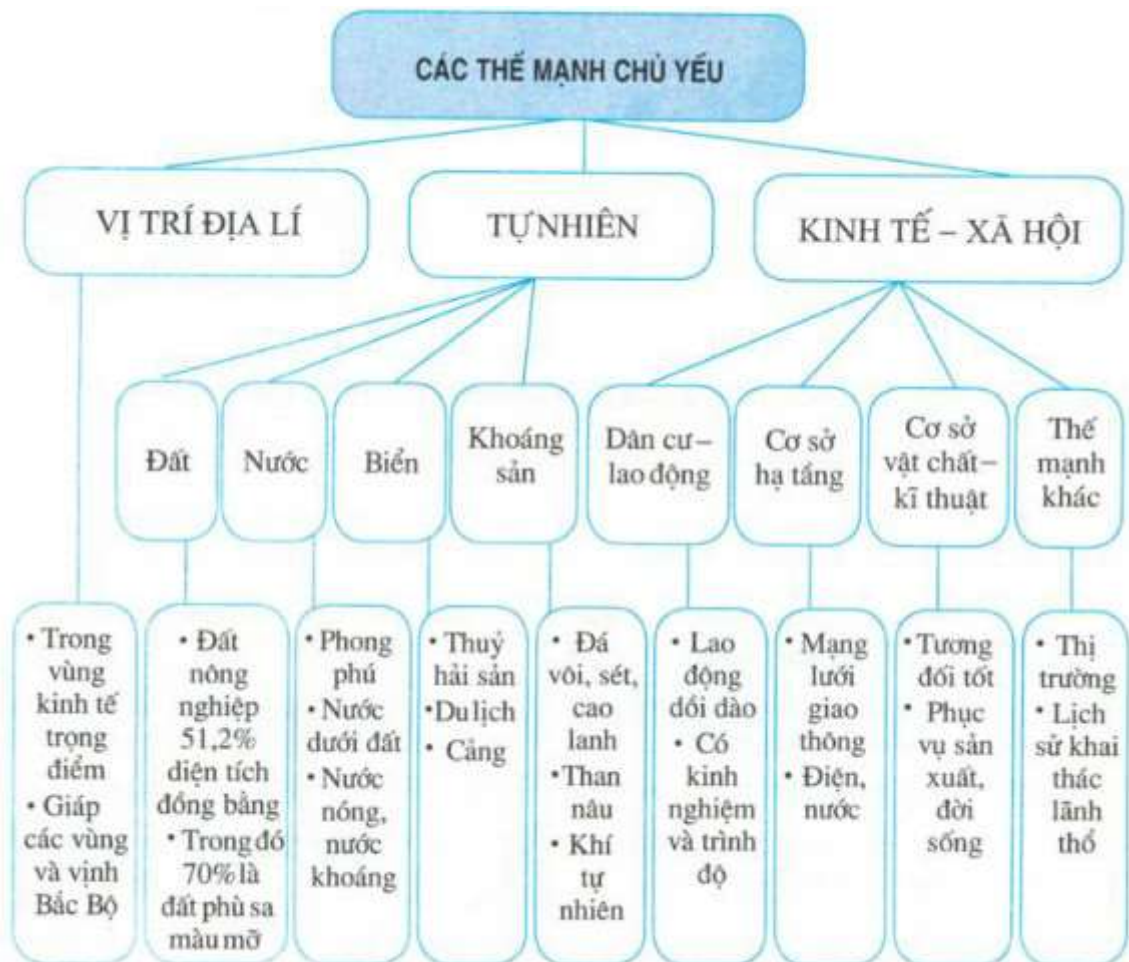 CÁC THẾ MẠNH CHỦ YẾU
VỊ TRÍ ĐỊA LÍ
TỰ NHIÊN
KINH TẾ – XÃ HỘI
Đất
Nước
Biển
Khoáng
sản
Dân cư –
lao động
Cơ sở
hạ tầng
Cơ sở
vật chất –
kĩ thuật
Thế
mạnh
khác
• Trong
vùng
kinh tế
trọng
điểm
• Giáp
các vùng
và vịnh
Bắc Bộ
• Đất
nông
nghiệp
51,2%
diện tích
đồng bằng
• Trong đó
70% là
đất phù sa
màu mỡ
• Phong
phú
• Nước
dưới đất
• Nước
nóng,
nước
khoáng
• Thuỷ
hải sản
• Du lịch
• Cảng
• Đá
vôi, sét,
cao
lanh
• Than
nâu
• Khí
tự
nhiên
• Lao
động
dồi dào
• Có
kinh
nghiệm
và trình
độ
• Mạng
lưới
giao
thông
• Điện,
nước
• Tương
đối tốt
• Phục
vụ sản
xuất,
đời
sống
• Thị
trường
• Lịch
sử khai
thác
lãnh
thổ